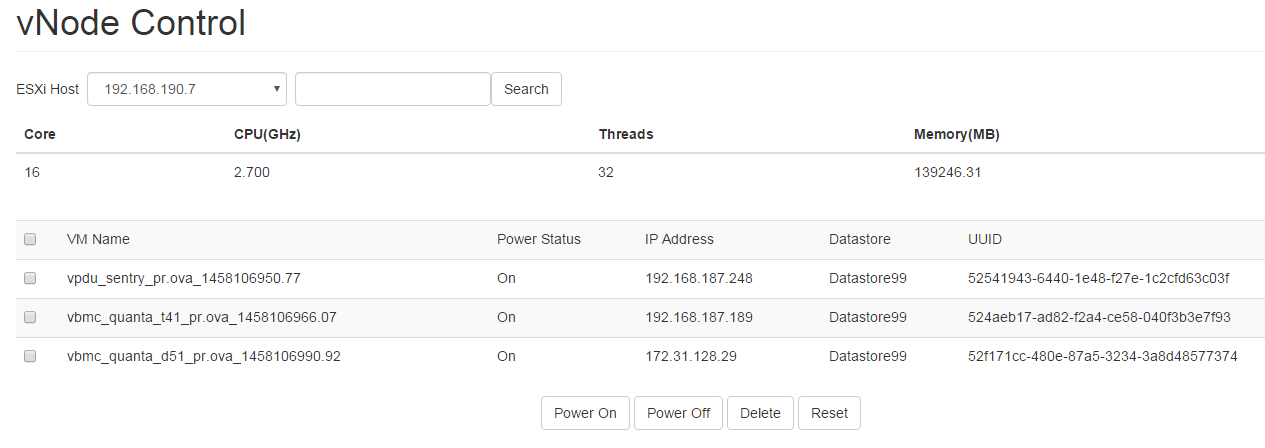 vNode Control
ESXi Host 192.168.190.7 Search
Core CPU(GHz) Threads Memory(MB)
16 2.700 32 139246.31
VM Name Power Status IP Address Datastore UUID
vpdu_sentry_pr.ova_1458106950.77 On 192.168.187.248 Datastore99 52541943-6440-1e48-f27e-1c2cfd63c03f
vbmc_quanta_t41_pr.ova_1458106966.07 On 192.168.187.189 Datastore99 524aeb17-ad82-f2a4-ce58-040f3b3e7f93
vbmc_quanta_d51_pr.ova_1458106990.92 On 172.31.128.29 Datastore99 52f171cc-480e-87a5-3234-3a8d48577374
Power On Power Off Delete Reset